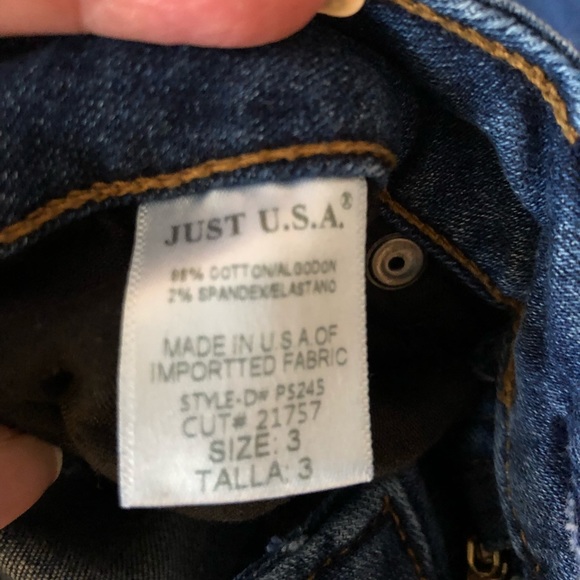 JUST U.S.A.®
98% COTTON/ALGODON
2% SPANDEX/ELASTANO
MADE IN U.S.A OF
IMPORTTED FABRIC
STYLE-D# PS245
CUT# 21757
SIZE: 3
TALLA: 3
U.